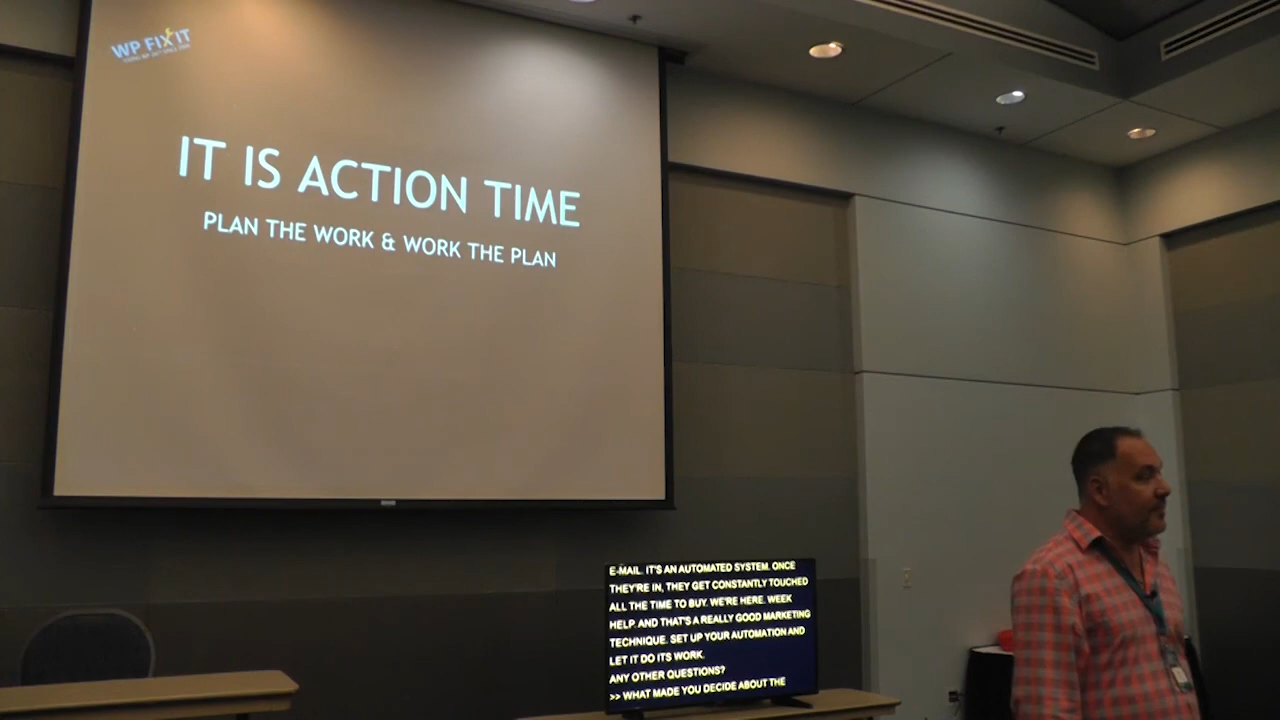 WP FIXIT
IT IS ACTION TIME
PLAN THE WORK & WORK THE PLAN
E-MAIL. IT'S AN AUTOMATED SYSTEM. ONCE
THEY'RE IN, THEY GET CONSTANTLY TOUCHED
ALL THE TIME TO BUY. WE'RE HERE. WEEK
HELP. AND THAT'S A REALLY GOOD MARKETING
TECHNIQUE. SET UP YOUR AUTOMATION AND
LET IT DO ITS WORK.
ANY OTHER QUESTIONS?
>> WHAT MADE YOU DECIDE ABOUT THE